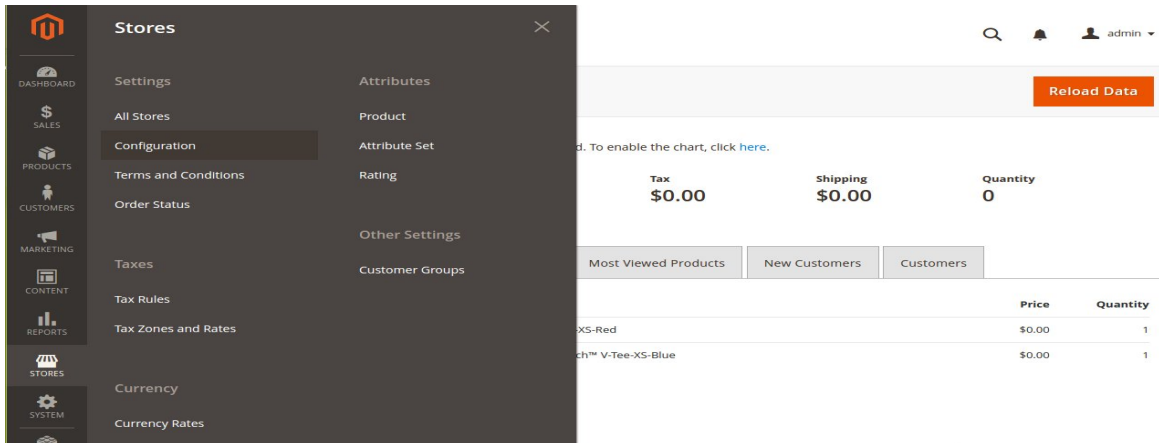 DASHBOARD
SALES
PRODUCTS
CUSTOMERS
MARKETING
CONTENT
REPORTS
STORES
SYSTEM
Stores
Settings
All Stores
Configuration
Terms and Conditions
Order Status
Taxes
Tax Rules
Tax Zones and Rates
Currency
Currency Rates
Attributes
Product
Attribute Set
Rating
Other Settings
Customer Groups
admin
Reload Data
d. To enable the chart, click here.
Tax Shipping Quantity
$0.00 $0.00 0
Most Viewed Products New Customers Customers
Price Quantity
-XS-Red $0.00 1
ch™ V-Tee-XS-Blue $0.00 1